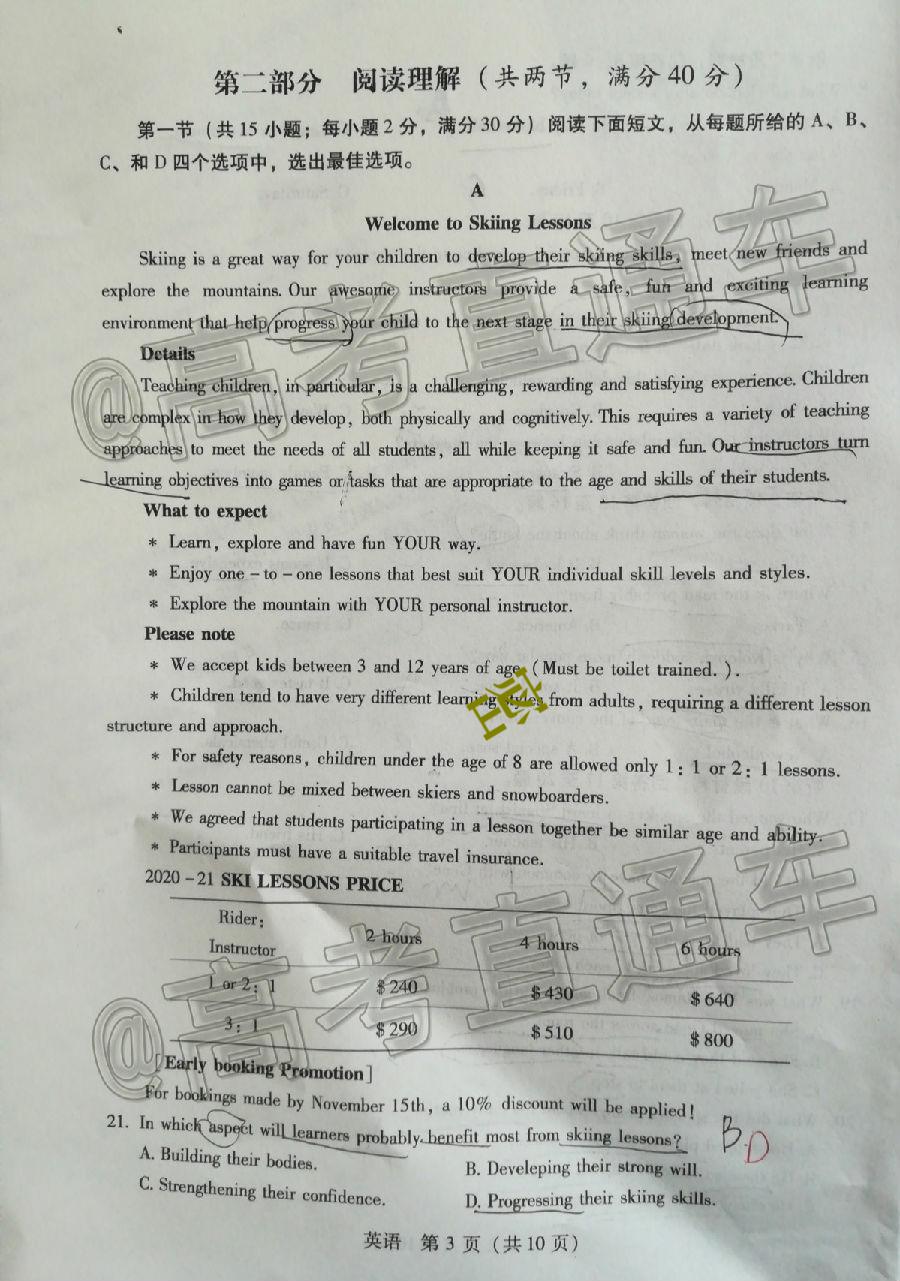 第二部分 阅读理解（共两节，满分40分）
第一节（共15小题；每小题2分，满分30分）阅读下面短文，从每题所给的A、B、
C、和D四个选项中，选出最佳选项。
A
Welcome to Skiing Lessons
Skiing is a great way for your children to develop their skiing skills, meet new friends and
explore the mountains. Our awesome instructors provide a safe, fun and exciting learning
environment that help progress your child to the next stage in their skiing development.
Details
Teaching children, in particular, is a challenging, rewarding and satisfying experience. Children
are complex in how they develop, both physically and cognitively. This requires a variety of teaching
approaches to meet the needs of all students, all while keeping it safe and fun. Our instructors turn
learning objectives into games or tasks that are appropriate to the age and skills of their students.
What to expect
* Learn, explore and have fun YOUR way.
* Enjoy one-to-one lessons that best suit YOUR individual skill levels and styles.
* Explore the mountain with YOUR personal instructor.
Please note
* We accept kids between 3 and 12 years of age. (Must be toilet trained.).
* Children tend to have very different learning styles from adults, requiring a different lesson
structure and approach.
* For safety reasons, children under the age of 8 are allowed only 1:1 or 2:1 lessons.
* Lesson cannot be mixed between skiers and snowboarders.
* We agreed that students participating in a lesson together be similar age and ability.
* Participants must have a suitable travel insurance.
2020-21 SKI LESSONS PRICE
Rider:
Instructor 2 hours 4 hours 6 hours
1 or 2:1 $240 $430 $640
3:1 $290 $510 $800
[Early booking Promotion]
For bookings made by November 15th, a 10% discount will be applied!
21. In which aspect will learners probably benefit most from skiing lessons? B D
A. Building their bodies. B. Develeping their strong will.
C. Strengthening their confidence. D. Progressing their skiing skills.
英语 第3页（共10页）
@高考直通车
@高考直通车